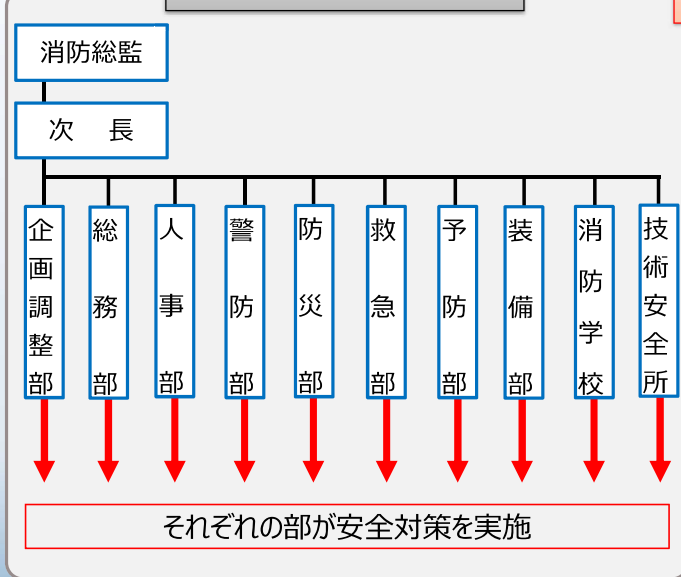 消防総監
次　長
企画調整部
総務部
人事部
警防部
防災部
救急部
予防部
装備部
消防学校
技術安全所
それぞれの部が安全対策を実施